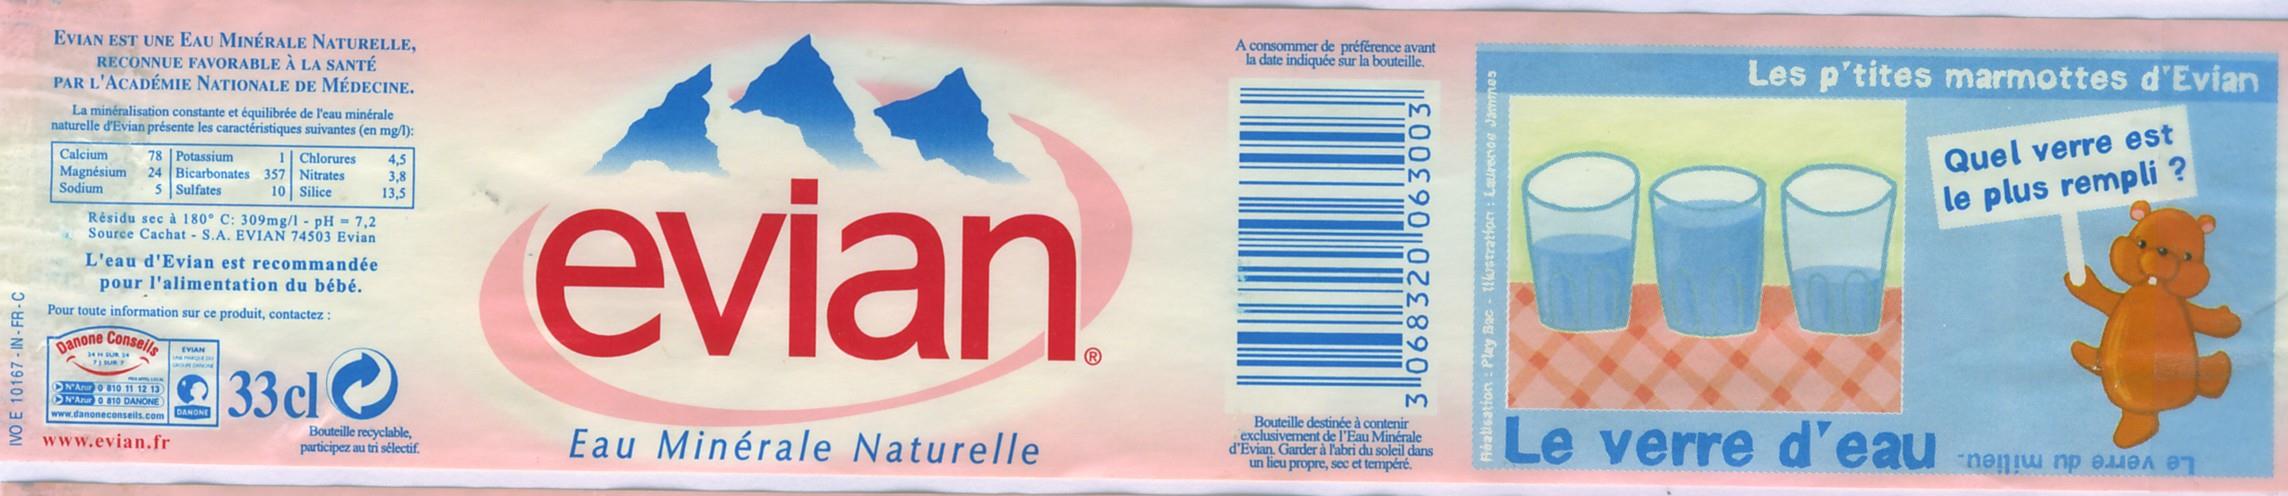 EVIAN EST UNE EAU MINÉRALE NATURELLE,
RECONNUE FAVORABLE À LA SANTÉ
PAR L'ACADÉMIE NATIONALE DE MÉDECINE.
La minéralisation constante et équilibrée de l'eau minérale
naturelle d'Evian présente les caractéristiques suivantes (en mg/l):
Calcium 78 Potassium 1 Chlorures 4,5
Magnésium 24 Bicarbonates 357 Nitrates 3,8
Sodium 5 Sulfates 10 Silice 13,5
Résidu sec à 180° C: 309mg/l - pH = 7,2
Source Cachat - S.A. EVIAN 74503 Evian
L'eau d'Evian est recommandée
pour l'alimentation du bébé.
Pour toute information sur ce produit, contactez :
Danone Conseils
24 H SUR 24
7 J SUR 7
PRIX APPEL LOCAL
N°Azur 0 810 11 12 13
N°Azur 0 810 DANONE
www.danoneconseils.com
EVIAN
UNE MARQUE DU
GROUPE DANONE
DANONE
www.evian.fr
33cl
Bouteille recyclable,
participez au tri sélectif.
IVO E 10167 - IN - FR - C
evian®
Eau Minérale Naturelle
A consommer de préférence avant
la date indiquée sur la bouteille.
3 068320 063003
Bouteille destinée à contenir
exclusivement de l'Eau Minérale
d'Evian. Garder à l'abri du soleil dans
un lieu propre, sec et tempéré.
Réalisation : Play Bac - Illustration : Laurence Jammes
Les p'tites marmottes d'Evian
Quel verre est
le plus rempli ?
Le verre d'eau
Le verre du milieu.